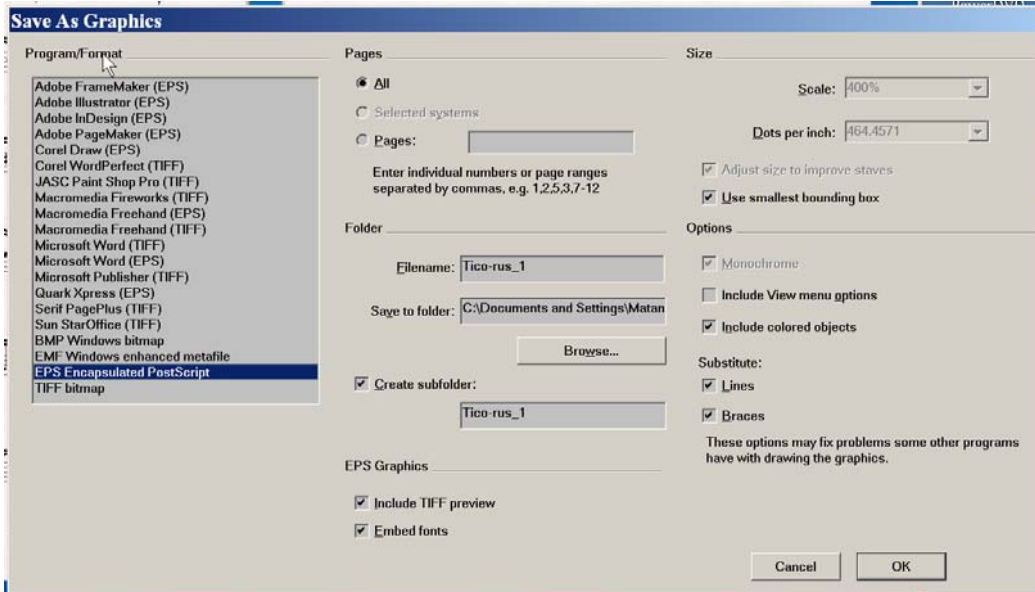 Save As Graphics
Program/Format
Adobe FrameMaker (EPS)
Adobe Illustrator (EPS)
Adobe InDesign (EPS)
Adobe PageMaker (EPS)
Corel Draw (EPS)
Corel WordPerfect (TIFF)
JASC Paint Shop Pro (TIFF)
Macromedia Fireworks (TIFF)
Macromedia Freehand (EPS)
Macromedia Freehand (TIFF)
Microsoft Word (TIFF)
Microsoft Word (EPS)
Microsoft Publisher (TIFF)
Quark Xpress (EPS)
Serif PagePlus (TIFF)
Sun StarOffice (TIFF)
BMP Windows bitmap
EMF Windows enhanced metafile
EPS Encapsulated PostScript
TIFF bitmap
Pages
All
Selected systems
Pages:
Enter individual numbers or page ranges
separated by commas, e.g. 1,2,5,3,7-12
Folder
Filename: Tico-rus_1
Save to folder: C:\Documents and Settings\Matan
Browse...
Create subfolder:
Tico-rus_1
EPS Graphics
Include TIFF preview
Embed fonts
Size
Scale: 400%
Dots per inch: 464.4571
Adjust size to improve staves
Use smallest bounding box
Options
Monochrome
Include View menu options
Include colored objects
Substitute:
Lines
Braces
These options may fix problems some other programs
have with drawing the graphics.
Cancel
OK